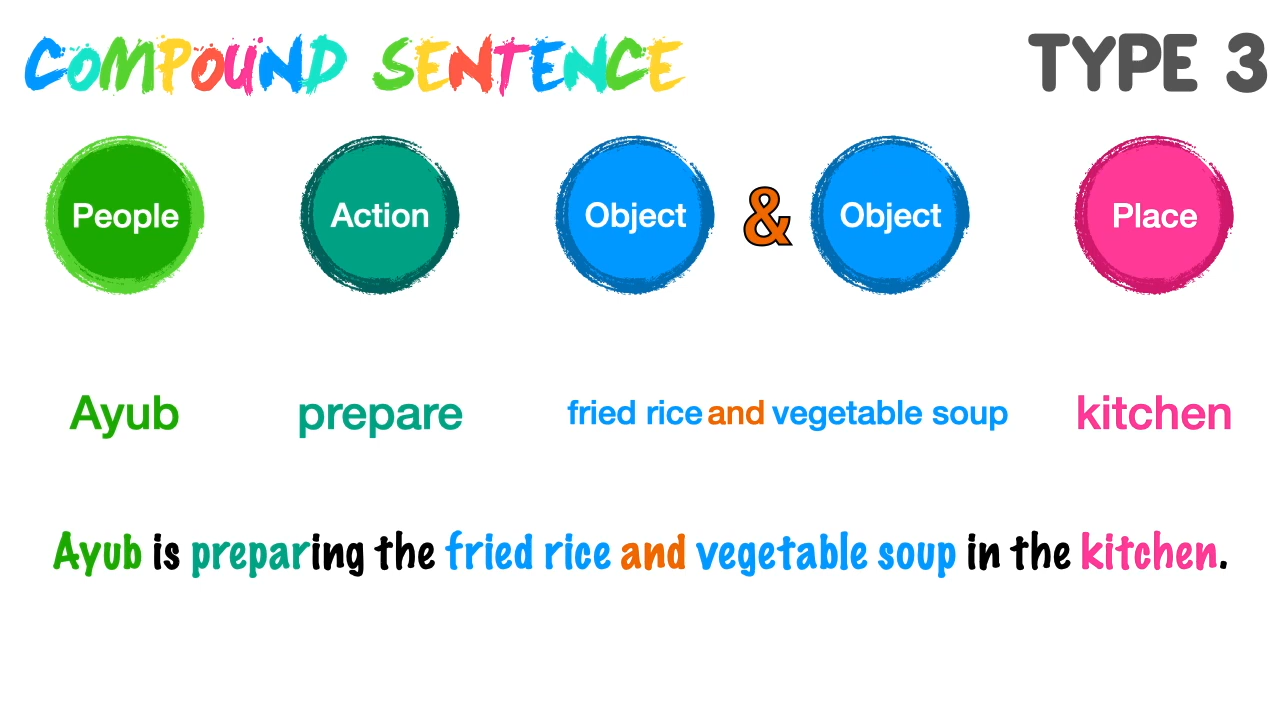 COMPOUND SENTENCE TYPE 3
People Action Object & Object Place
Ayub prepare fried rice and vegetable soup kitchen
Ayub is preparing the fried rice and vegetable soup in the kitchen.